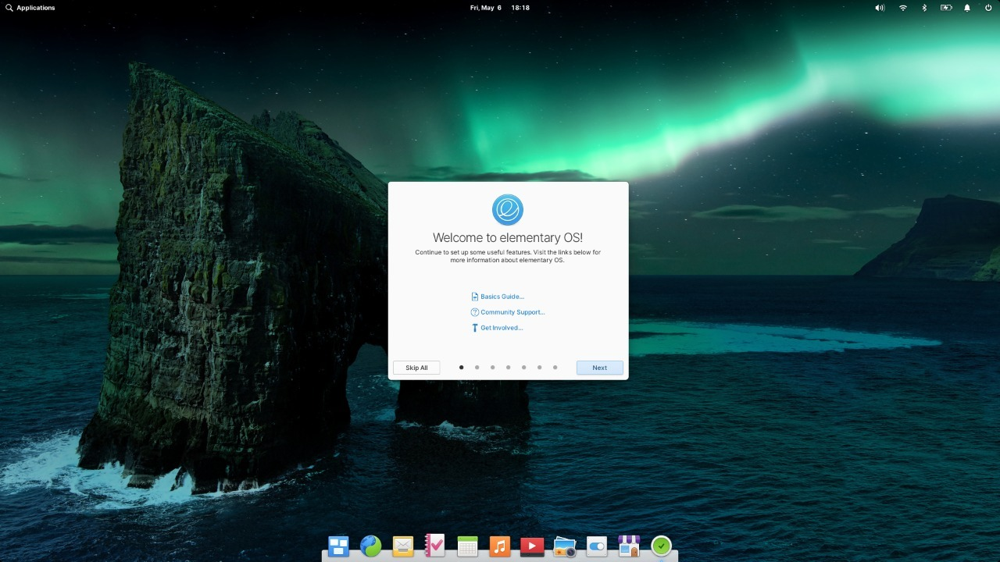 Applications
Fri, May 6 18:18
Welcome to elementary OS!
Continue to set up some useful features. Visit the links below for
more information about elementary OS.
Basics Guide...
Community Support...
Get Involved...
Skip All
Next